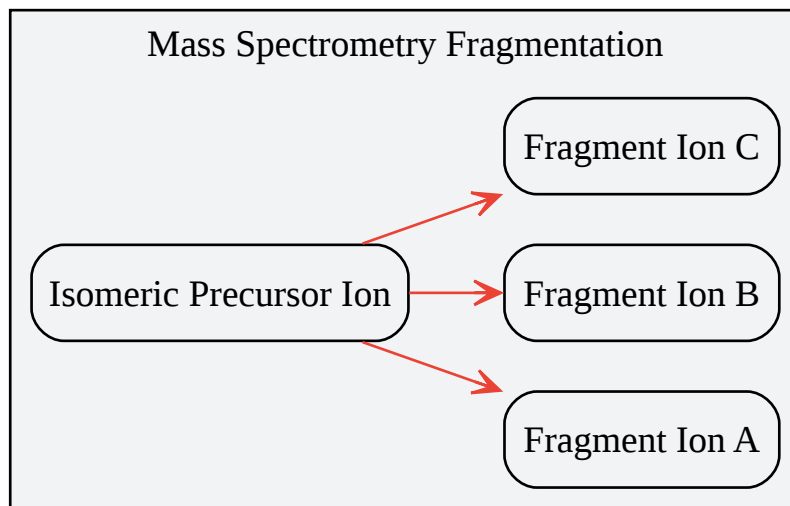 Mass Spectrometry Fragmentation
Fragment Ion C
Isomeric Precursor Ion
Fragment Ion B
Fragment Ion A